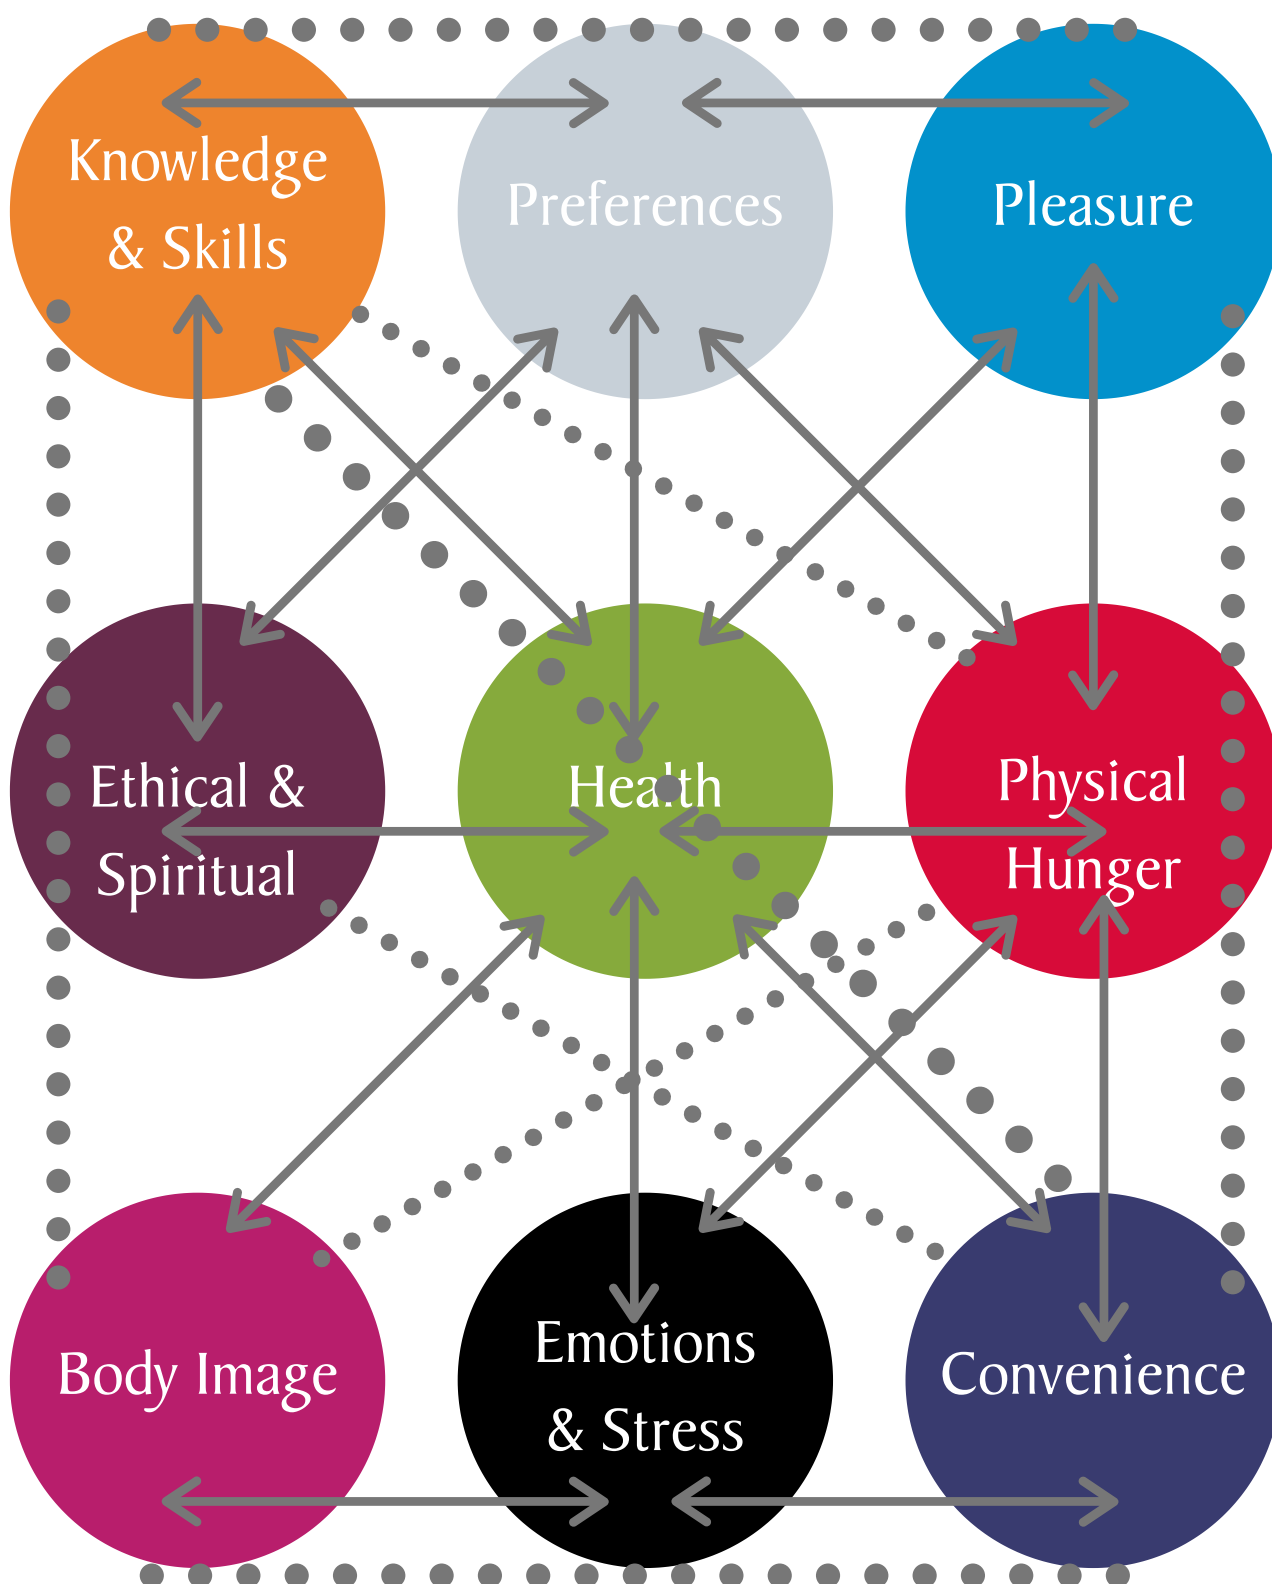 Knowledge
& Skills
Preferences
Pleasure
Ethical &
Spiritual
Health
Physical
Hunger
Body Image
Emotions
& Stress
Convenience